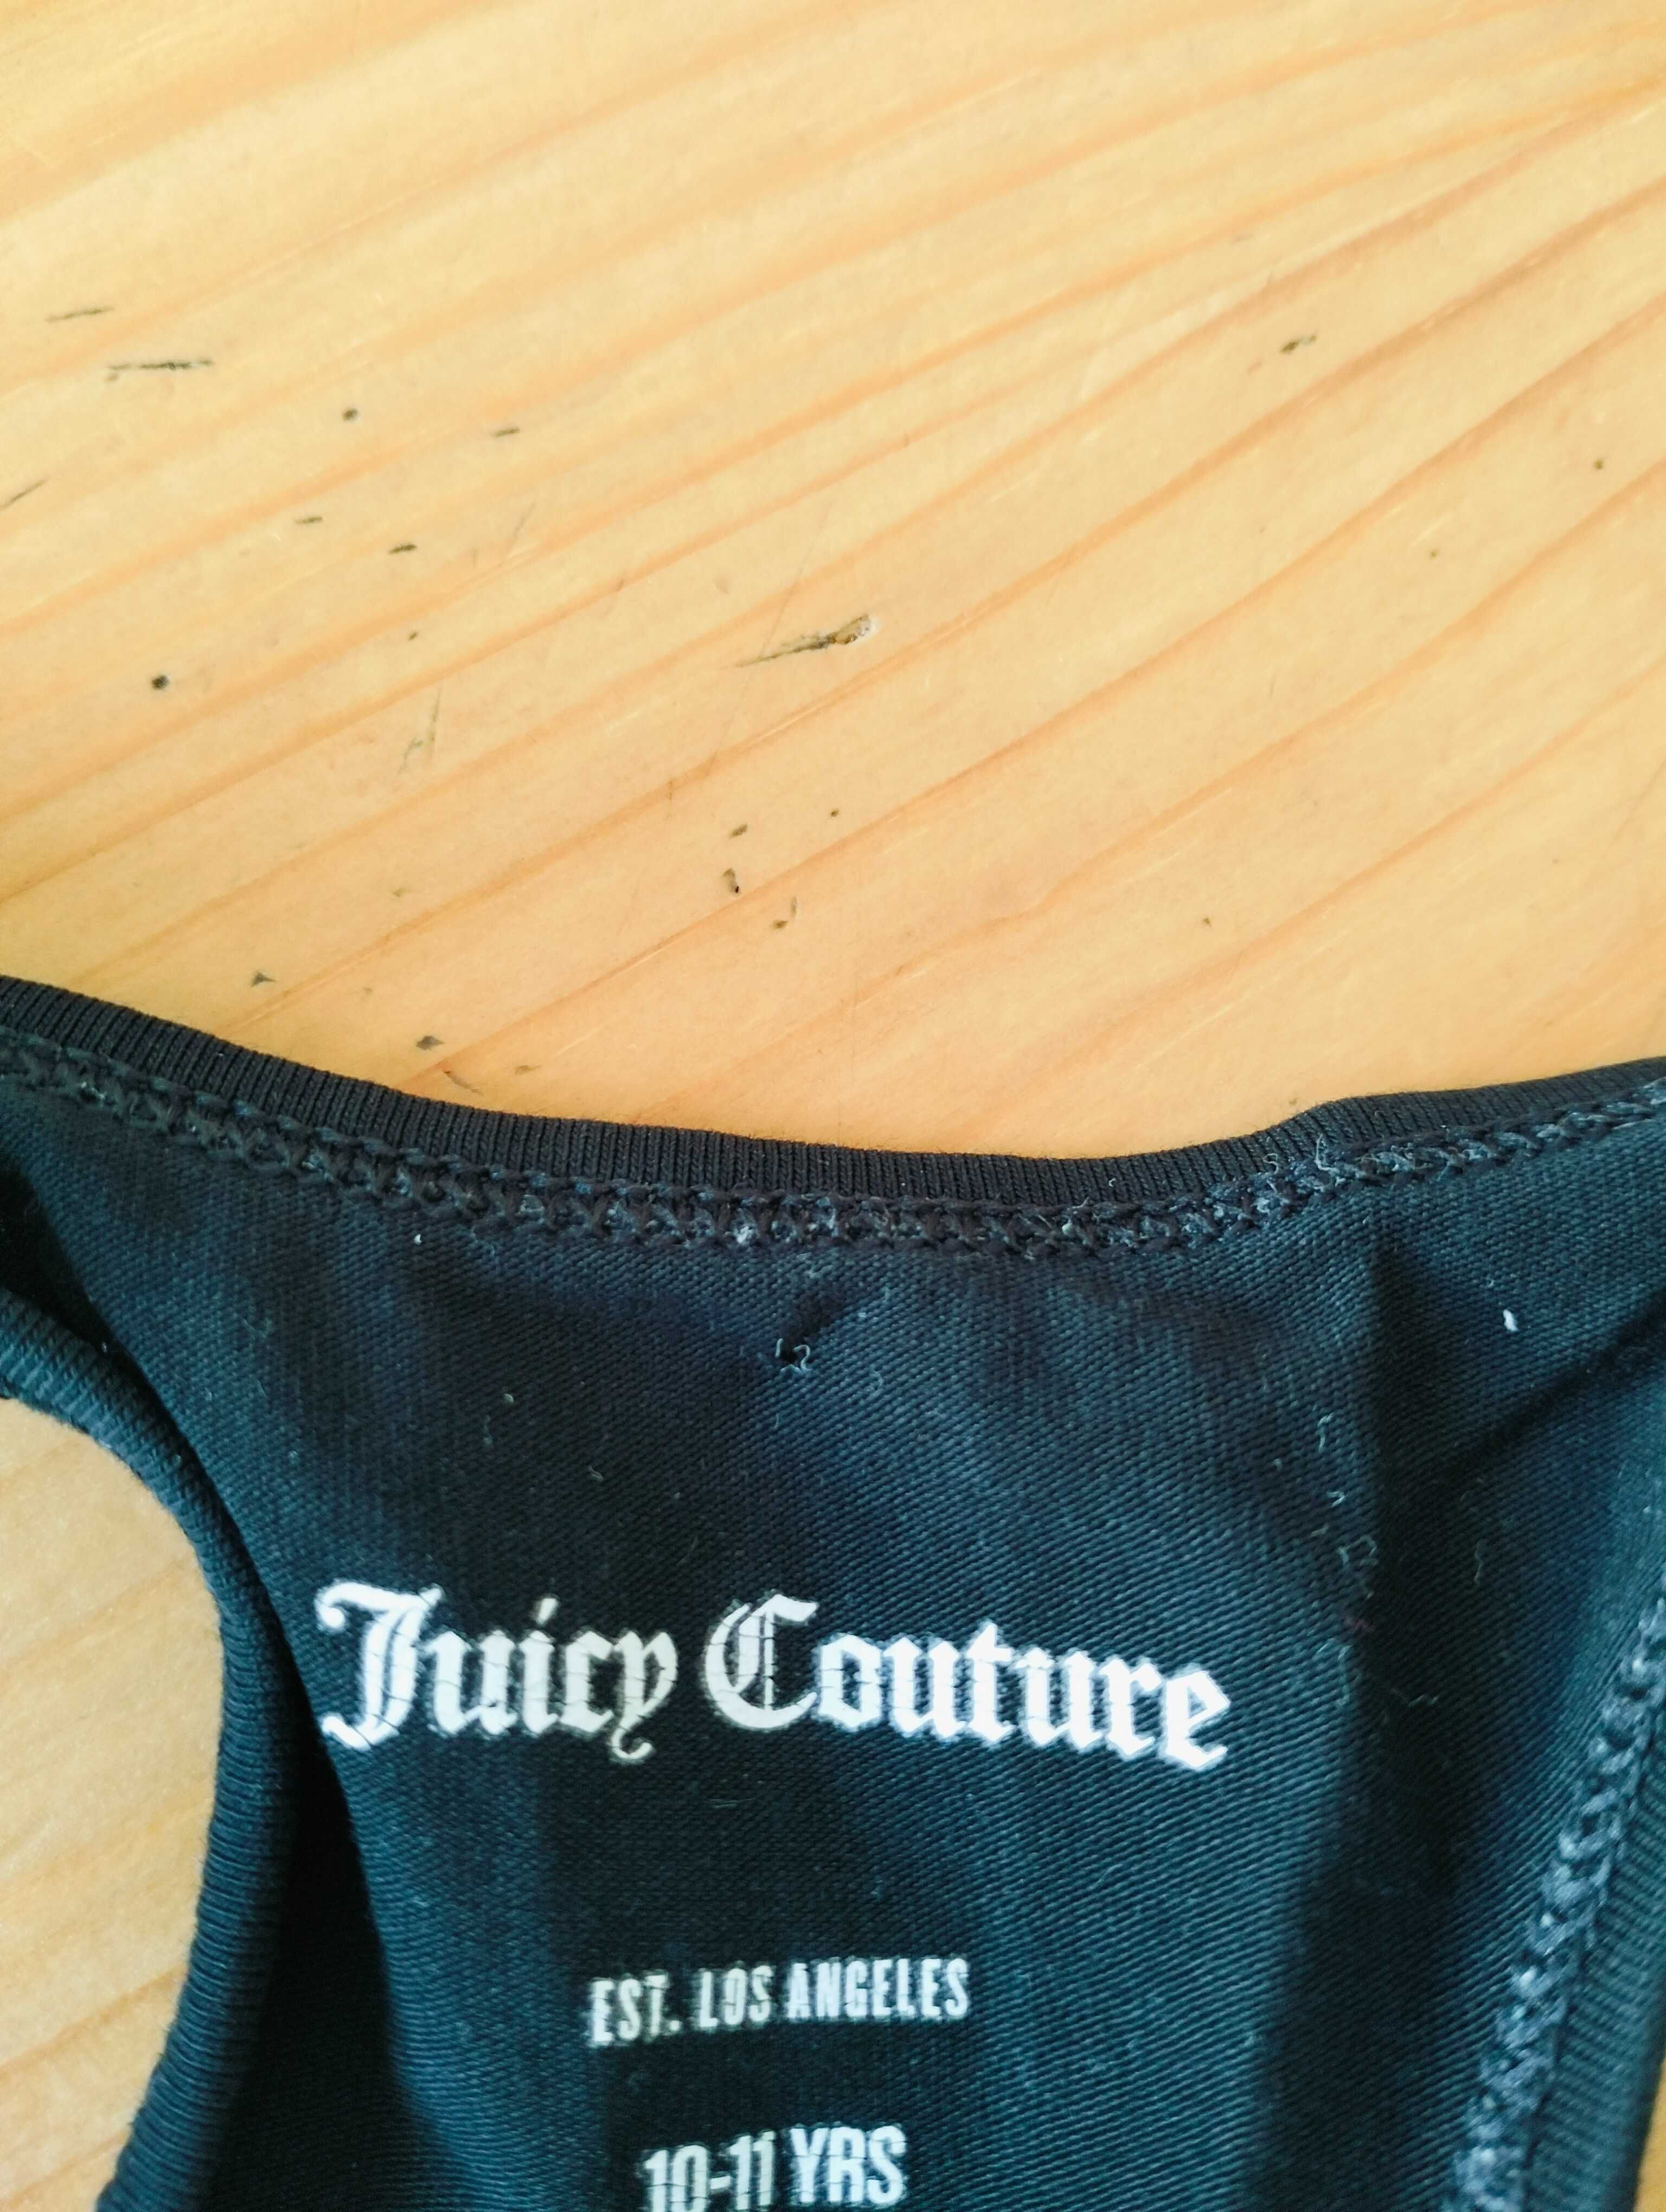 Juicy Couture
EST. LOS ANGELES
10-11 YRS